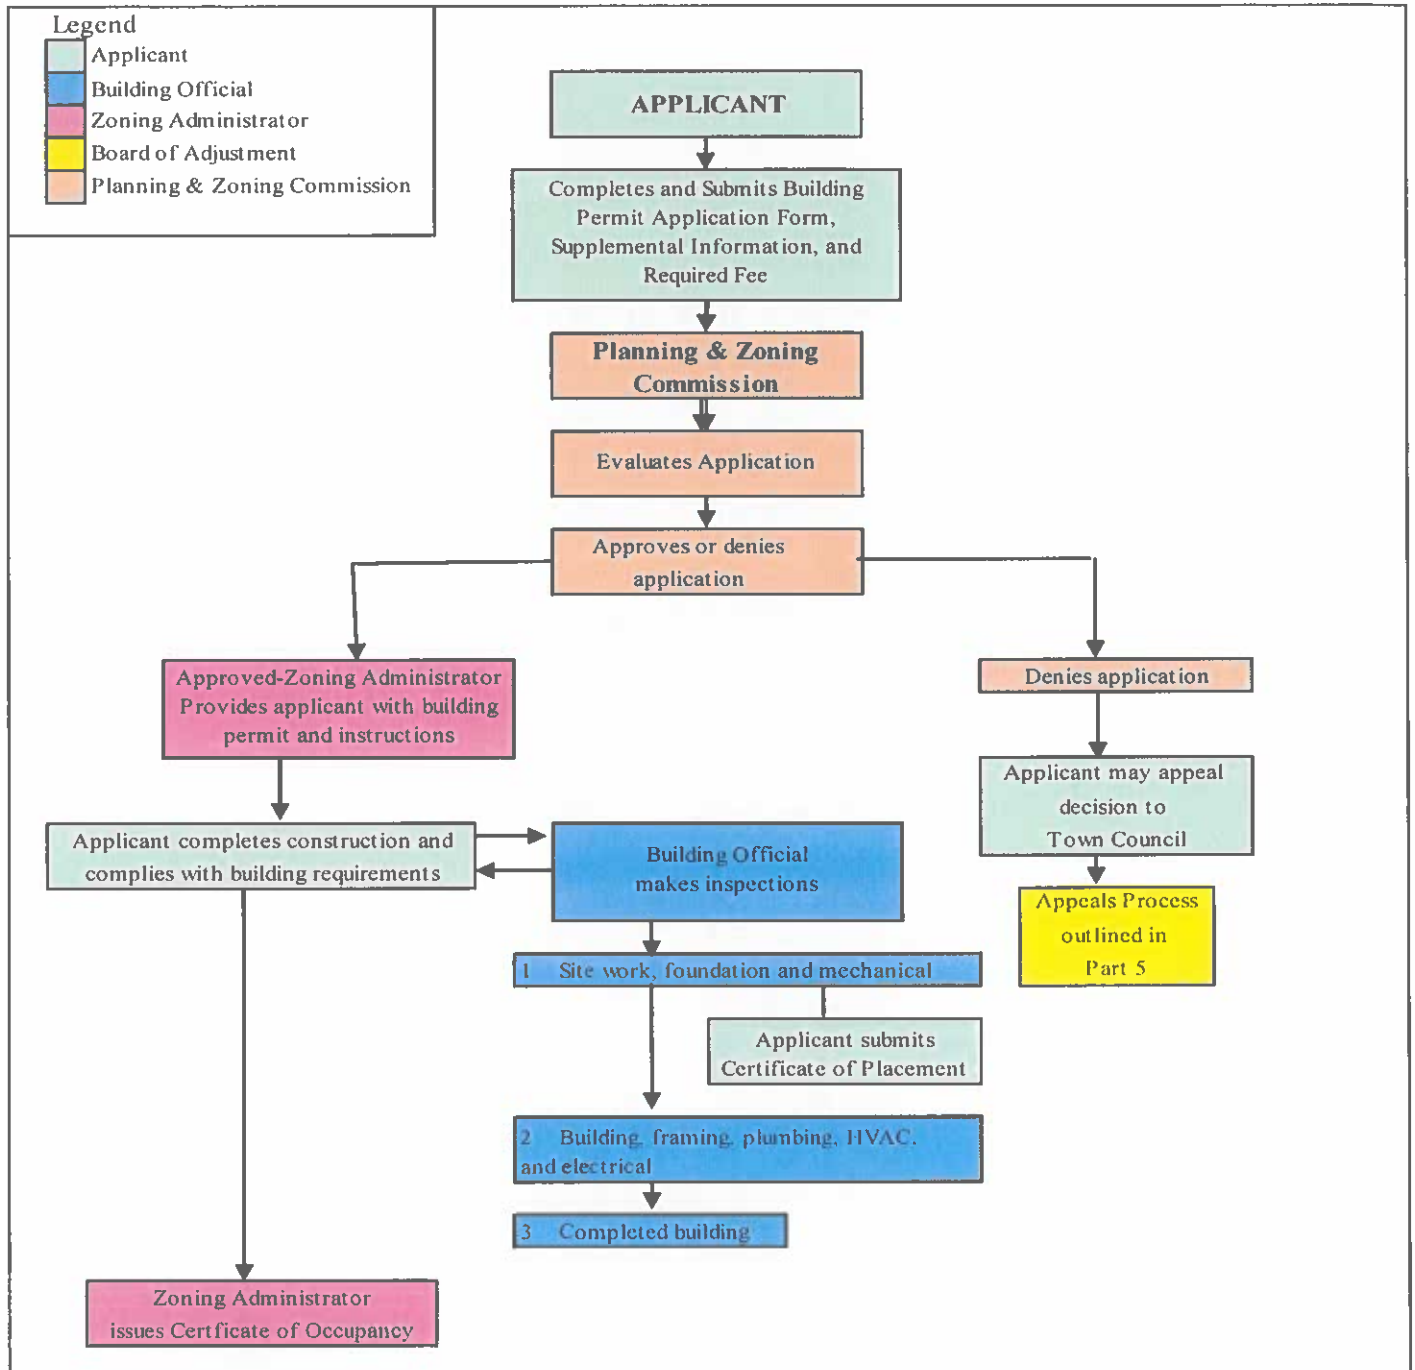 Legend
Applicant
Building Official
Zoning Administrator
Board of Adjustment
Planning & Zoning Commission
APPLICANT
Completes and Submits Building
Permit Application Form,
Supplemental Information, and
Required Fee
Planning & Zoning
Commission
Evaluates Application
Approves or denies
application
Approved-Zoning Administrator
Provides applicant with building
permit and instructions
Denies application
Applicant may appeal
decision to
Town Council
Applicant completes construction and
complies with building requirements
Building Official
makes inspections
Appeals Process
outlined in
Part 5
1 Site work, foundation and mechanical
Applicant submits
Certificate of Placement
2 Building, framing, plumbing, HVAC,
and electrical
3 Completed building
Zoning Administrator
issues Certficate of Occupancy